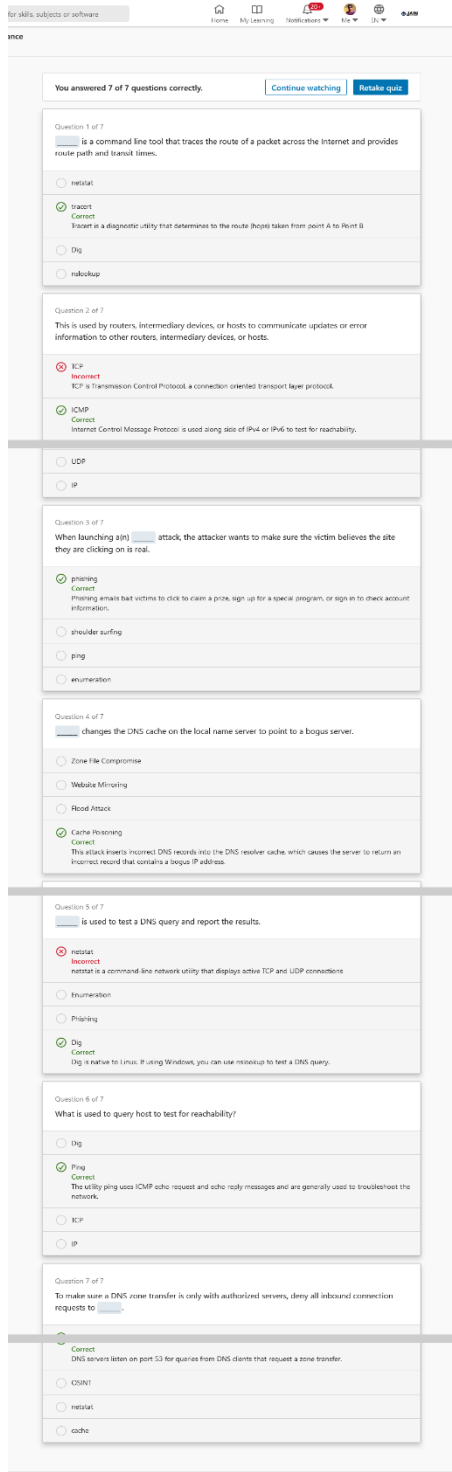 for skills, subjects or software
Home
My Learning
20+
Notifications
Me
EN
ance
You answered 7 of 7 questions correctly.
Continue watching
Retake quiz
Question 1 of 7
_____ is a command line tool that traces the route of a packet across the Internet and provides
route path and transit times.
netstat
tracert
Correct
Tracert is a diagnostic utility that determines to the route (hops) taken from point A to Point B
Dig
nslookup
Question 2 of 7
This is used by routers, intermediary devices, or hosts to communicate updates or error
information to other routers, intermediary devices, or hosts.
TCP
Incorrect
TCP is Transmission Control Protocol, a connection oriented transport layer protocol.
ICMP
Correct
Internet Control Message Protocol is used along side of IPv4 or IPv6 to test for reachability.
UDP
IP
Question 3 of 7
When launching a(n) _____ attack, the attacker wants to make sure the victim believes the site
they are clicking on is real.
phishing
Correct
Phishing emails bait victims to click to claim a prize, sign up for a special program, or sign in to check account
information.
shoulder surfing
ping
enumeration
Question 4 of 7
_____ changes the DNS cache on the local name server to point to a bogus server.
Zone File Compromise
Website Mirroring
Flood Attack
Cache Poisoning
Correct
This attack inserts incorrect DNS records into the DNS resolver cache, which causes the server to return an
incorrect record that contains a bogus IP address.
Question 5 of 7
_____ is used to test a DNS query and report the results.
netstat
Incorrect
netstat is a command-line network utility that displays active TCP and UDP connections
Enumeration
Phishing
Dig
Correct
Dig is native to Linux. If using Windows, you can use nslookup to test a DNS query.
Question 6 of 7
What is used to query host to test for reachability?
Dig
Ping
Correct
The utility ping uses ICMP echo request and echo reply messages and are generally used to troubleshoot the
network.
TCP
IP
Question 7 of 7
To make sure a DNS zone transfer is only with authorized servers, deny all inbound connection
requests to _____.
Correct
DNS servers listen on port 53 for queries from DNS clients that request a zone transfer.
OSINT
netstat
cache